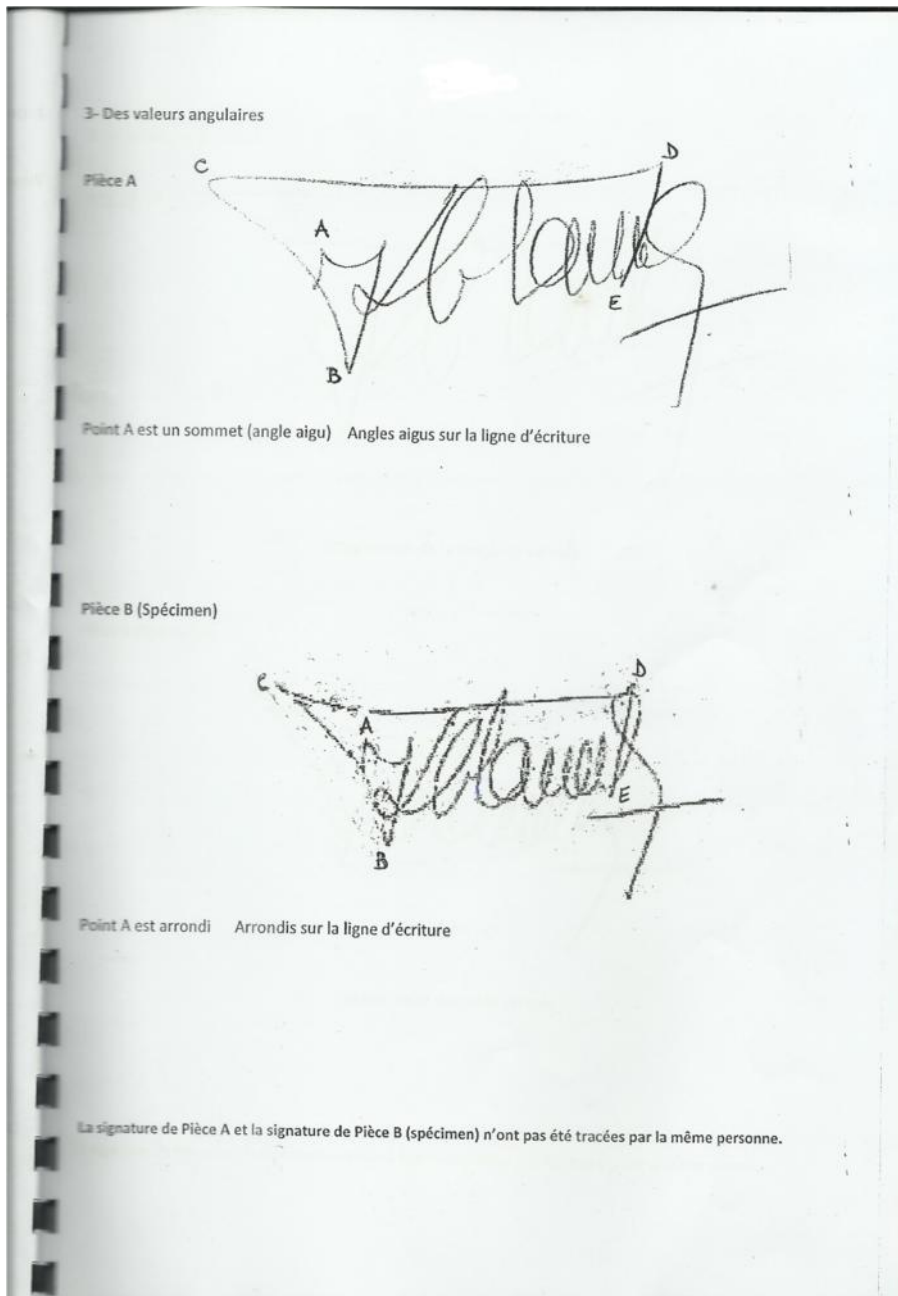 3- Des valeurs angulaires
Pièce A
C
D
A
E
B
Point A est un sommet (angle aigu) Angles aigus sur la ligne d'écriture
Pièce B (Spécimen)
C
D
A
E
B
Point A est arrondi Arrondis sur la ligne d'écriture
La signature de Pièce A et la signature de Pièce B (spécimen) n'ont pas été tracées par la même personne.